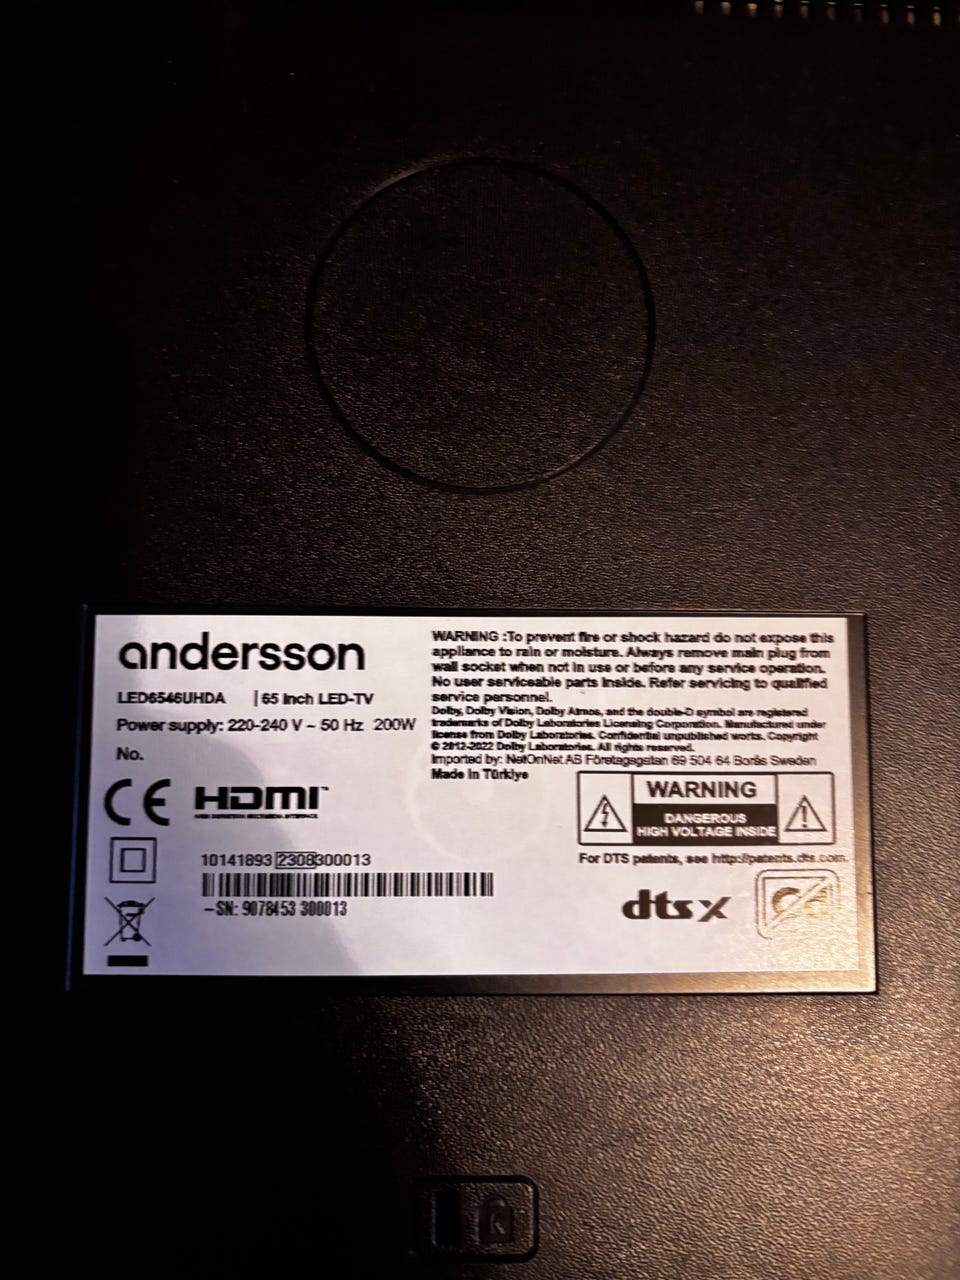 andersson
LED6546UHDA | 65 Inch LED-TV
Power supply: 220-240 V ~ 50 Hz 200W
No.
WARNING :To prevent fire or shock hazard do not expose this
appliance to rain or moisture. Always remove main plug from
wall socket when not in use or before any service operation.
No user serviceable parts inside. Refer servicing to qualified
service personnel.
Dolby, Dolby Vision, Dolby Atmos, and the double-D symbol are registered
trademarks of Dolby Laboratories Licensing Corporation. Manufactured under
license from Dolby Laboratories. Confidential unpublished works. Copyright
© 2012-2022 Dolby Laboratories. All rights reserved.
Imported by: NetOnNet AB Företagsgatan 69 504 64 Borås Sweden
Made in Türkiye
CE HDMI™
HIGH DEFINITION MULTIMEDIA INTERFACE
WARNING
DANGEROUS
HIGH VOLTAGE INSIDE
10141893 2308300013
–SN: 9078453 300013
For DTS patents, see http://patents.dts.com.
dts x